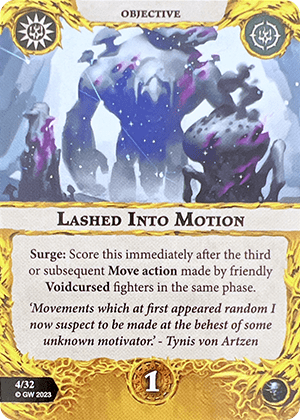 OBJECTIVE
LASHED INTO MOTION
Surge: Score this immediately after the third
or subsequent Move action made by friendly
Voidcursed fighters in the same phase.
‘Movements which at first appeared random I
now suspect to be made at the behest of some
unknown motivator.’ - Tynis von Artzen
4/32
© GW 2023
1